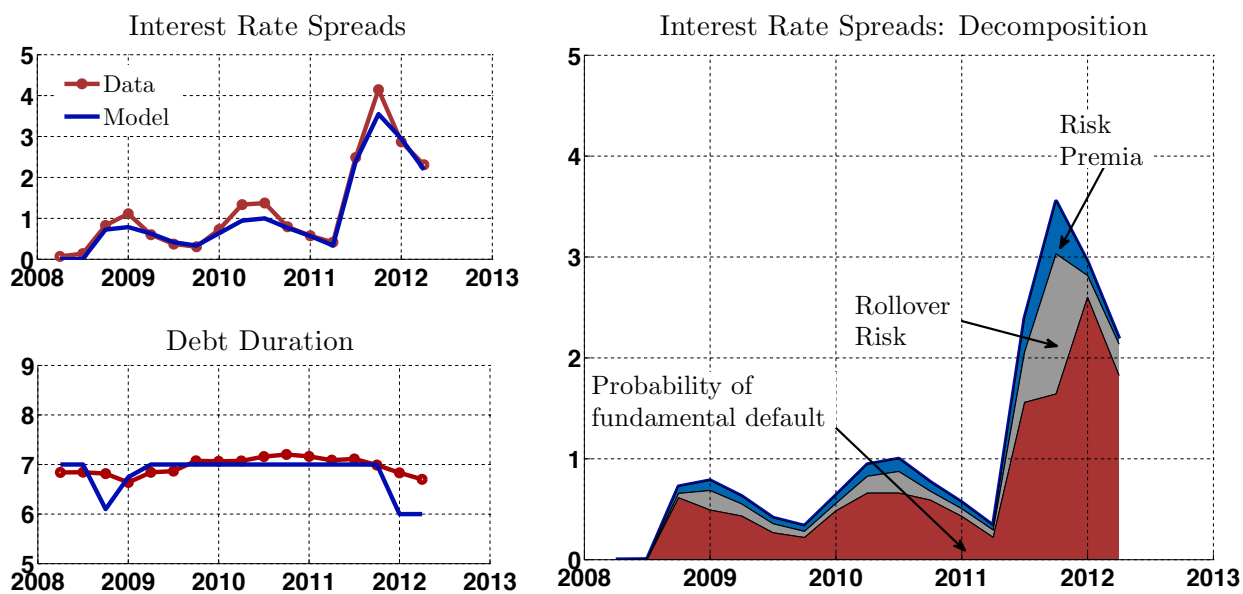 Interest Rate Spreads
5
4
3
2
1
0
Data
Model
2008 2009 2010 2011 2012 2013
Debt Duration
9
8
7
6
5
2008 2009 2010 2011 2012 2013
Interest Rate Spreads: Decomposition
5
4
3
2
1
0
Risk
Premia
Rollover
Risk
Probability of
fundamental default
2008 2009 2010 2011 2012 2013